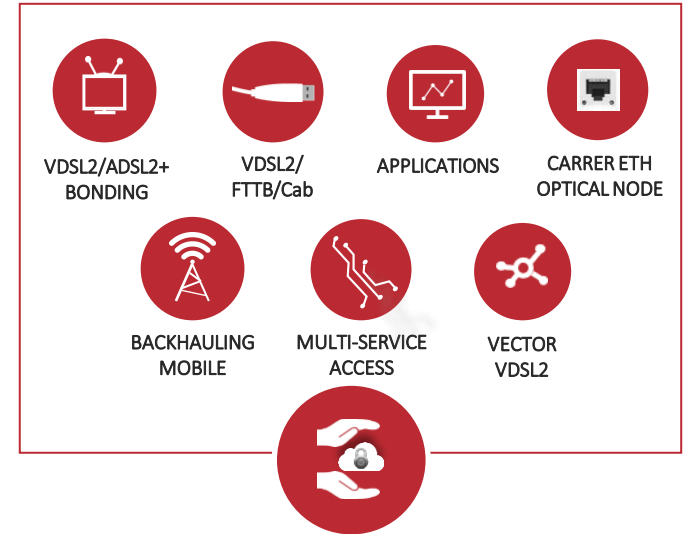 VDSL2/ADSL2+
BONDING
VDSL2/
FTTB/Cab
APPLICATIONS
CARRER ETH
OPTICAL NODE
BACKHAULING
MOBILE
MULTI-SERVICE
ACCESS
VECTOR
VDSL2